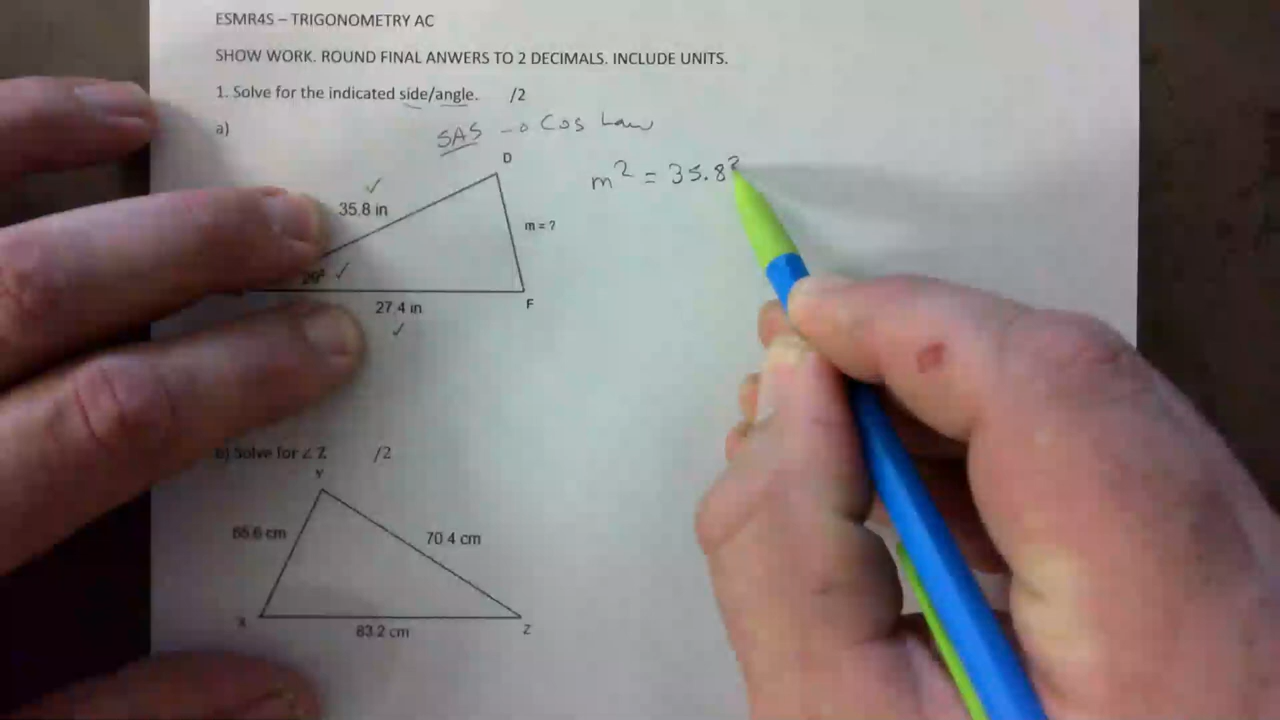 ESMR4S – TRIGONOMETRY AC
SHOW WORK. ROUND FINAL ANWERS TO 2 DECIMALS. INCLUDE UNITS.
1. Solve for the indicated side/angle. /2
a)
SAS → Cos Law
D
m² = 35.8²
35.8 in
m = ?
27.4 in
F
b) Solve for ∠ Z /2
Y
65.6 cm
70.4 cm
X
83.2 cm
Z